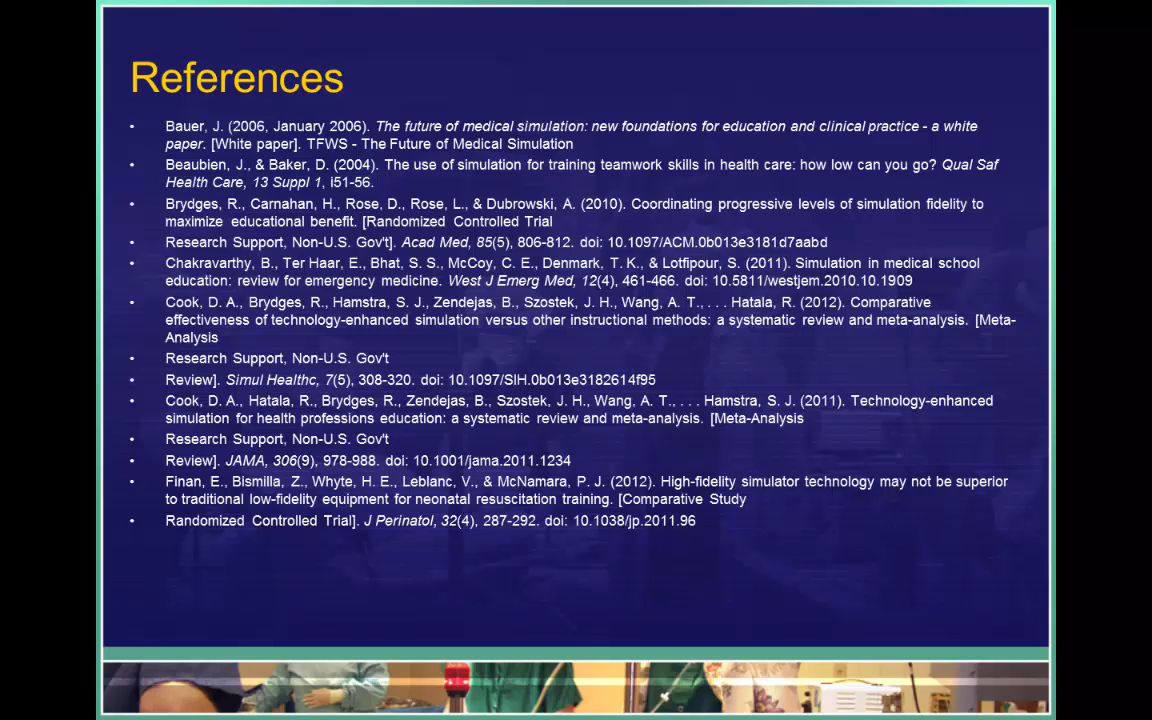 References
• Bauer, J. (2006, January 2006). The future of medical simulation: new foundations for education and clinical practice - a white
paper. [White paper]. TFWS - The Future of Medical Simulation
• Beaubien, J., & Baker, D. (2004). The use of simulation for training teamwork skills in health care: how low can you go? Qual Saf
Health Care, 13 Suppl 1, i51-56.
• Brydges, R., Carnahan, H., Rose, D., Rose, L., & Dubrowski, A. (2010). Coordinating progressive levels of simulation fidelity to
maximize educational benefit. [Randomized Controlled Trial
• Research Support, Non-U.S. Gov't]. Acad Med, 85(5), 806-812. doi: 10.1097/ACM.0b013e3181d7aabd
• Chakravarthy, B., Ter Haar, E., Bhat, S. S., McCoy, C. E., Denmark, T. K., & Lotfipour, S. (2011). Simulation in medical school
education: review for emergency medicine. West J Emerg Med, 12(4), 461-466. doi: 10.5811/westjem.2010.10.1909
• Cook, D. A., Brydges, R., Hamstra, S. J., Zendejas, B., Szostek, J. H., Wang, A. T., . . . Hatala, R. (2012). Comparative
effectiveness of technology-enhanced simulation versus other instructional methods: a systematic review and meta-analysis. [Meta-
Analysis
• Research Support, Non-U.S. Gov't
• Review]. Simul Healthc, 7(5), 308-320. doi: 10.1097/SIH.0b013e3182614f95
• Cook, D. A., Hatala, R., Brydges, R., Zendejas, B., Szostek, J. H., Wang, A. T., . . . Hamstra, S. J. (2011). Technology-enhanced
simulation for health professions education: a systematic review and meta-analysis. [Meta-Analysis
• Research Support, Non-U.S. Gov't
• Review]. JAMA, 306(9), 978-988. doi: 10.1001/jama.2011.1234
• Finan, E., Bismilla, Z., Whyte, H. E., Leblanc, V., & McNamara, P. J. (2012). High-fidelity simulator technology may not be superior
to traditional low-fidelity equipment for neonatal resuscitation training. [Comparative Study
• Randomized Controlled Trial]. J Perinatol, 32(4), 287-292. doi: 10.1038/jp.2011.96